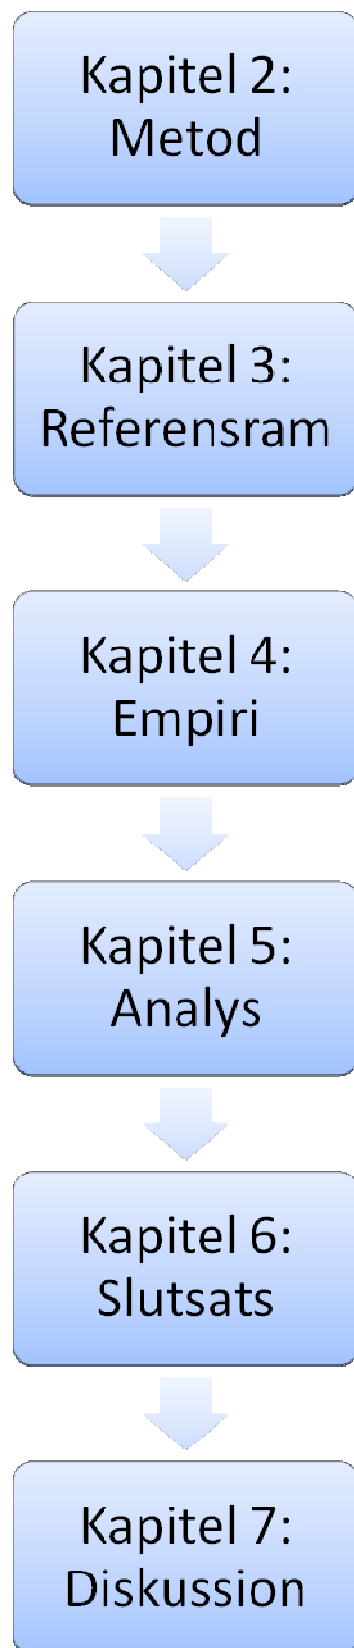 Kapitel 2:
Metod
Kapitel 3:
Referensram
Kapitel 4:
Empiri
Kapitel 5:
Analys
Kapitel 6:
Slutsats
Kapitel 7:
Diskussion